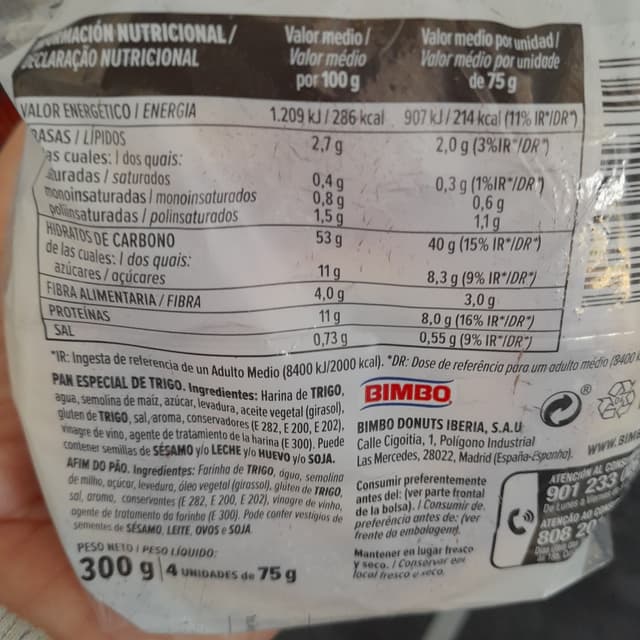 MACIÓN NUTRICIONAL /
DECLARAÇÃO NUTRICIONAL
Valor medio /
Valor médio
por 100 g
Valor medio por unidad /
Valor médio por unidade
de 75 g
VALOR ENERGÉTICO / ENERGIA 1.209 kJ / 286 kcal 907 kJ / 214 kcal (11% IR*/DR*)
GRASAS / LÍPIDOS 2,7 g 2,0 g (3%IR*/DR*)
las cuales: / dos quais:
saturadas / saturados 0,4 g 0,3 g (1%IR*/DR*)
monoinsaturadas / monoinsaturados 0,8 g 0,6 g
poliinsaturadas / polinsaturados 1,5 g 1,1 g
HIDRATOS DE CARBONO 53 g 40 g (15% IR*/DR*)
de las cuales: / dos quais:
azúcares / açúcares 11 g 8,3 g (9% IR*/DR*)
FIBRA ALIMENTARIA / FIBRA 4,0 g 3,0 g
PROTEÍNAS 11 g 8,0 g (16% IR*/DR*)
SAL 0,73 g 0,55 g (9% IR*/DR*)
*IR: Ingesta de referencia de un Adulto Medio (8400 kJ/2000 kcal). *DR: Dose de referência para um adulto médio (8400
PAN ESPECIAL DE TRIGO. Ingredientes: Harina de TRIGO,
agua, semolina de maíz, azúcar, levadura, aceite vegetal (girasol),
gluten de TRIGO, sal, aroma, conservadores (E 282, E 200, E 202),
vinagre de vino, agente de tratamiento de la harina (E 300). Puede
contener semillas de SÉSAMO y/o LECHE y/o HUEVO y/o SOJA.
AFIM DO PÃO. Ingredientes: Farinha de TRIGO, água, semolina
de milho, açúcar, levedura, óleo vegetal (girassol), glúten de TRIGO,
sal, aroma, conservantes (E 282, E 200, E 202), vinagre de vinho,
agente de tratamento da farinha (E 300). Pode conter vestígios de
sementes de SÉSAMO, LEITE, OVOS e SOJA.
PESO NETO / PESO LÍQUIDO:
300 g 4 UNIDADES de 75 g
BIMBO
®
BIMBO DONUTS IBERIA, S.A.U
Calle Cigoitia, 1, Polígono Industrial
Las Mercedes, 28022, Madrid (España-Espanha).
WWW.BIMB
Consumir preferentemente
antes del: (ver parte frontal
de la bolsa). / Consumir de
preferência antes de: (ver
frente da embalagem).
Mantener en lugar fresco
y seco. / Conservar em
local fresco e seco.
ATENCIÓN AL
901 233
ATENÇÃO AO
808 20